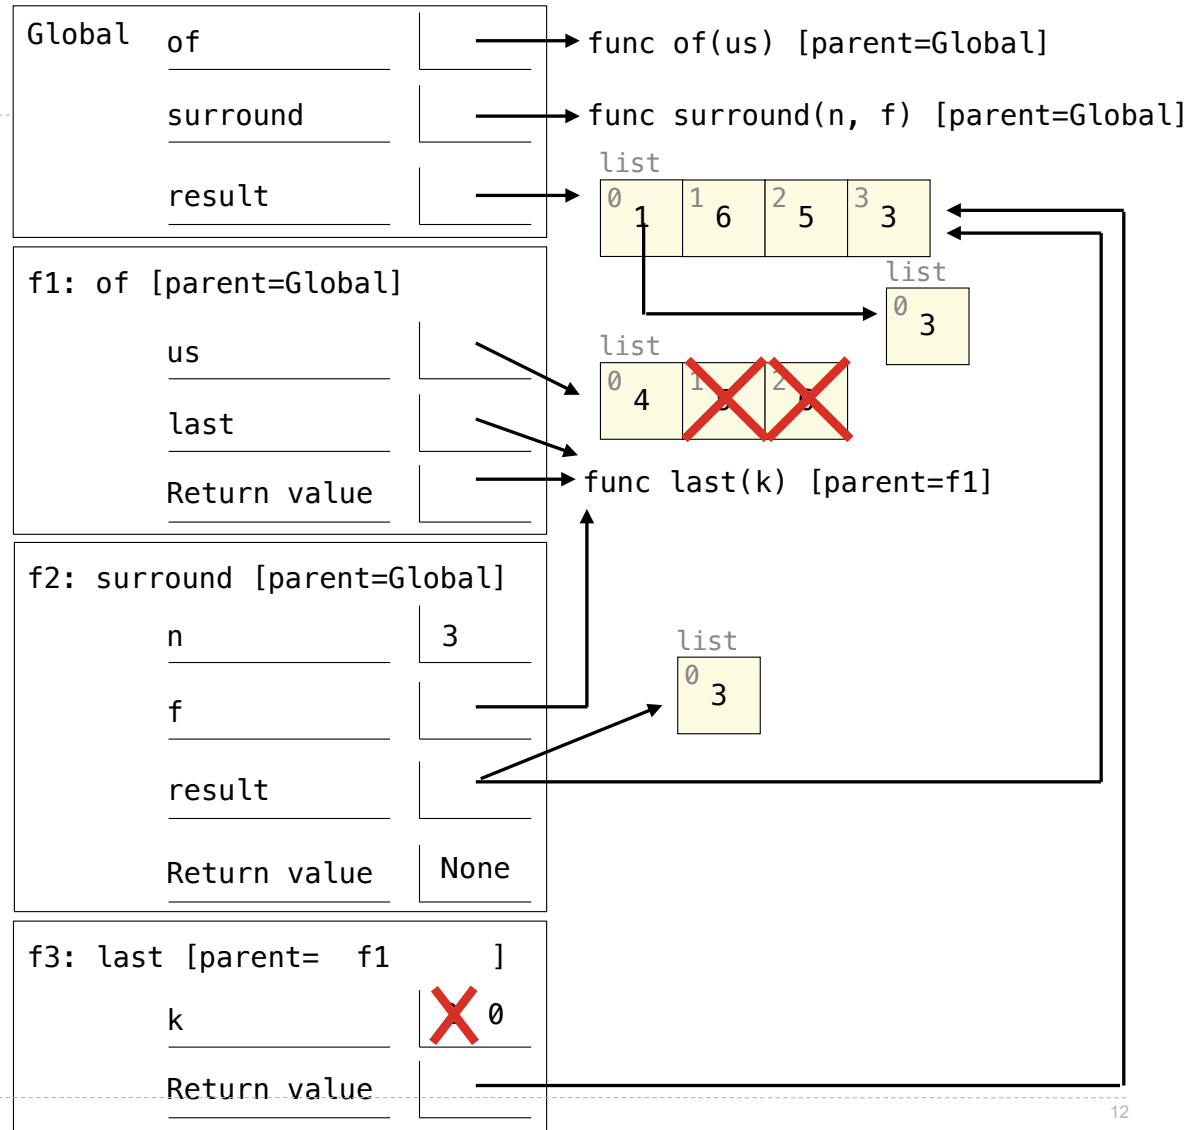 Global of func of(us) [parent=Global]
surround func surround(n, f) [parent=Global]
list
result 0 1 1 6 2 5 3 3
f1: of [parent=Global] list
0 3
us list
0 4 1 2
last
Return value func last(k) [parent=f1]
f2: surround [parent=Global]
n 3 list
f 0 3
result
Return value None
f3: last [parent= f1 ]
k 0
Return value
12